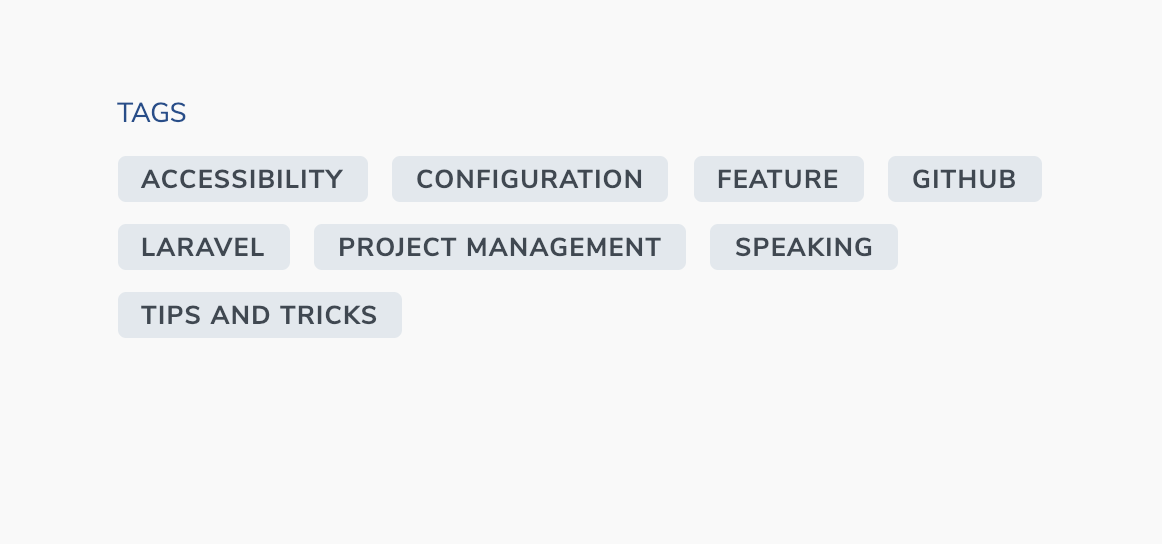 TAGS
ACCESSIBILITY CONFIGURATION FEATURE GITHUB
LARAVEL PROJECT MANAGEMENT SPEAKING
TIPS AND TRICKS